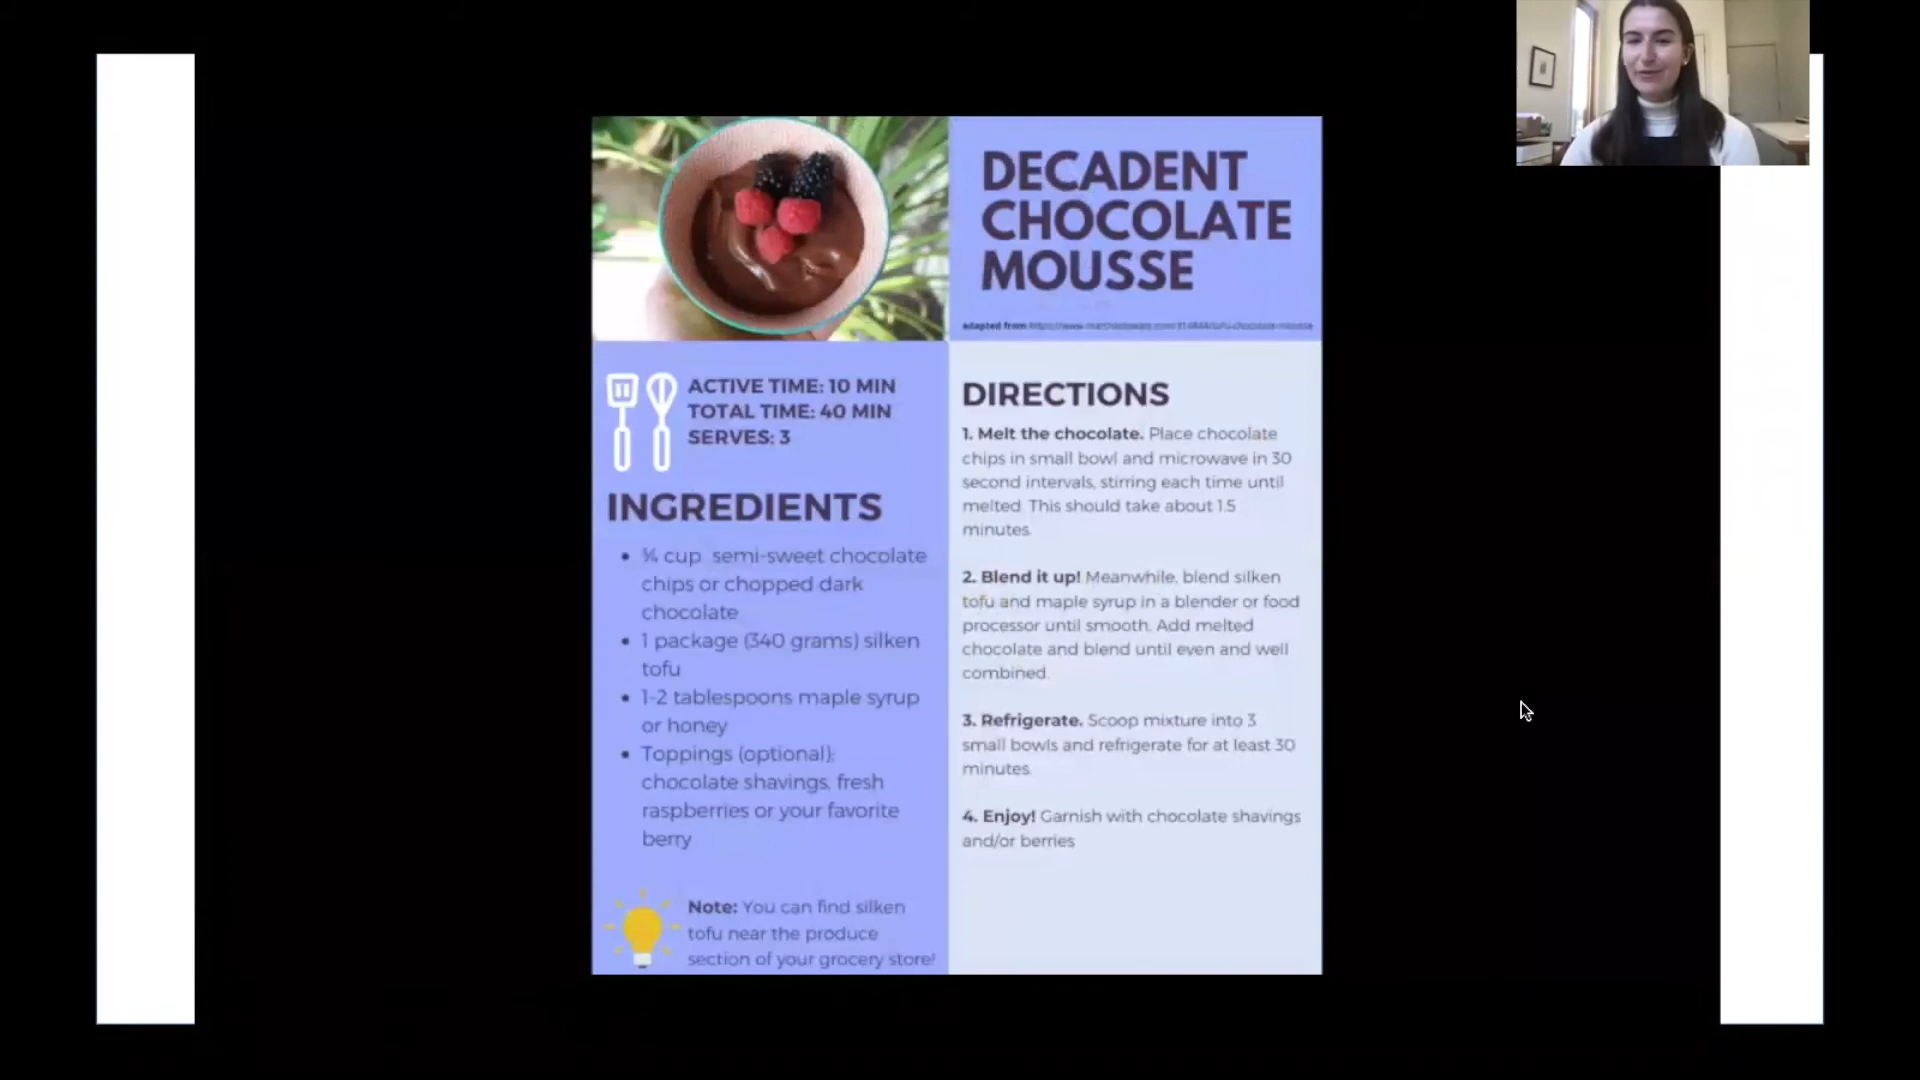 DECADENT
CHOCOLATE
MOUSSE
adapted from
ACTIVE TIME: 10 MIN
TOTAL TIME: 40 MIN
SERVES: 3
INGREDIENTS
• ¾ cup semi-sweet chocolate
chips or chopped dark
chocolate
• 1 package (340 grams) silken
tofu
• 1-2 tablespoons maple syrup
or honey
• Toppings (optional):
chocolate shavings, fresh
raspberries or your favorite
berry
Note: You can find silken
tofu near the produce
section of your grocery store!
DIRECTIONS
1. Melt the chocolate. Place chocolate
chips in small bowl and microwave in 30
second intervals, stirring each time until
melted. This should take about 1.5
minutes.
2. Blend it up! Meanwhile, blend silken
tofu and maple syrup in a blender or food
processor until smooth. Add melted
chocolate and blend until even and well
combined.
3. Refrigerate. Scoop mixture into 3
small bowls and refrigerate for at least 30
minutes.
4. Enjoy! Garnish with chocolate shavings
and/or berries